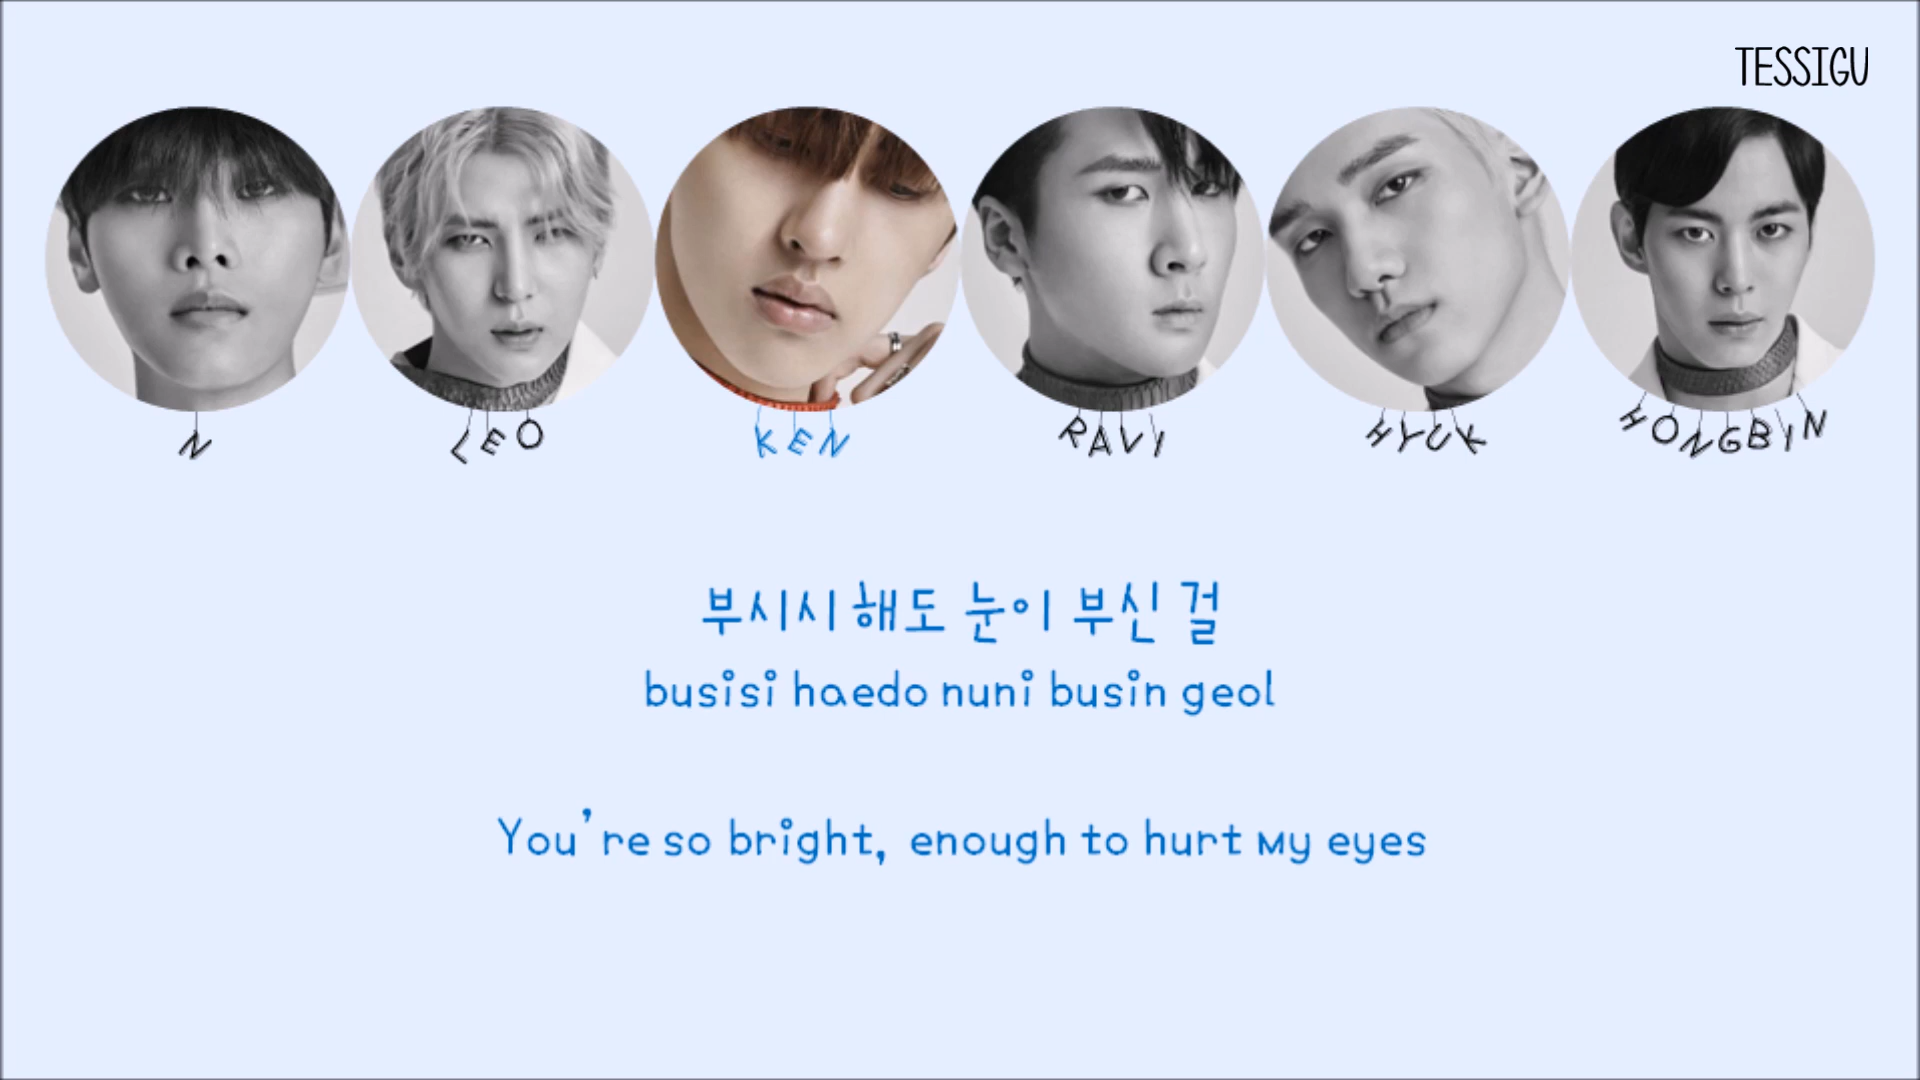 TESSIGU
N LEO KEN RAVI HYUK HONGBIN
부시시 해도 눈이 부신 걸
busisi haedo nuni busin geol
You're so bright, enough to hurt my eyes